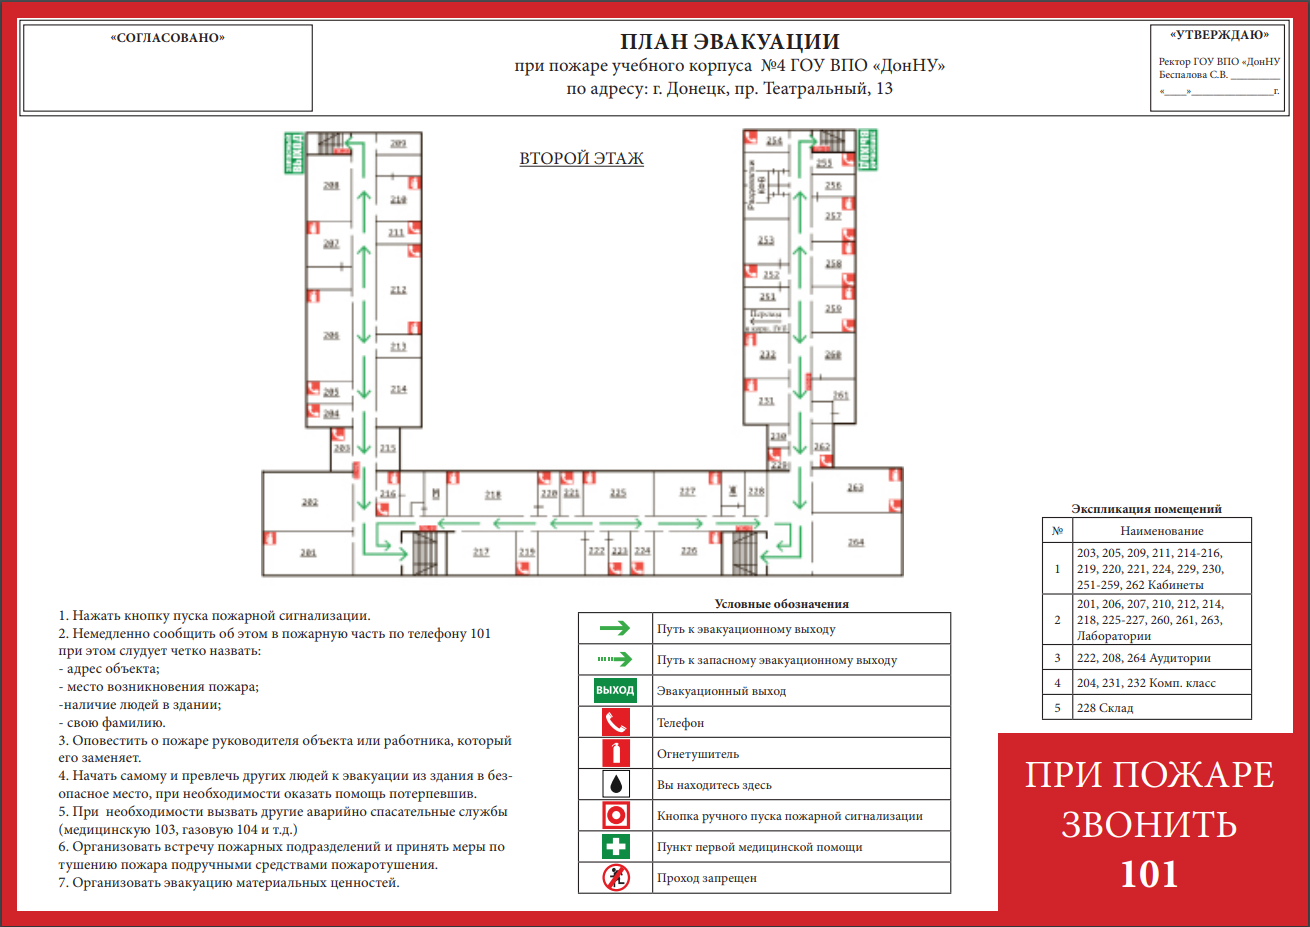 «СОГЛАСОВАНО»
ПЛАН ЭВАКУАЦИИ
при пожаре учебного корпуса №4 ГОУ ВПО «ДонНУ»
по адресу: г. Донецк, пр. Театральный, 13
«УТВЕРЖДАЮ»
Ректор ГОУ ВПО «ДонНУ
Беспалова С.В. _________
«____»_______________г.
ВТОРОЙ ЭТАЖ
ВЫХОД
209
208
210
207
211
212
206
213
205
214
204
203
215
202
201
216
М
218
220
221
225
227
Ж
228
217
219
222
223
224
226
254
255
Раздевалки
КФВ
256
257
253
258
252
251
259
232
260
231
261
230
262
229
263
264
Экспликация помещений
№ Наименование
1 203, 205, 209, 211, 214-216,
219, 220, 221, 224, 229, 230,
251-259, 262 Кабинеты
2 201, 206, 207, 210, 212, 214,
218, 225-227, 260, 261, 263,
Лаборатории
3 222, 208, 264 Аудитории
4 204, 231, 232 Комп. класс
5 228 Склад
1. Нажать кнопку пуска пожарной сигнализации.
2. Немедленно сообщить об этом в пожарную часть по телефону 101
при этом слудует четко назвать:
- адрес объекта;
- место возникновения пожара;
-наличие людей в здании;
- свою фамилию.
3. Оповестить о пожаре руководителя объекта или работника, который
его заменяет.
4. Начать самому и превлечь других людей к эвакуации из здания в без-
опасное место, при необходимости оказать помощь потерпевшив.
5. При необходимости вызвать другие аварийно спасательные службы
(медицинскую 103, газовую 104 и т.д.)
6. Организовать встречу пожарных подразделений и принять меры по
тушению пожара подручными средствами пожаротушения.
7. Организовать эвакуацию материальных ценностей.
Условные обозначения
Путь к эвакуационному выходу
Путь к запасному эвакуационному выходу
ВЫХОД Эвакуационный выход
Телефон
Огнетушитель
Вы находитесь здесь
Кнопка ручного пуска пожарной сигнализации
Пункт первой медицинской помощи
Проход запрещен
ПРИ ПОЖАРЕ
ЗВОНИТЬ
101